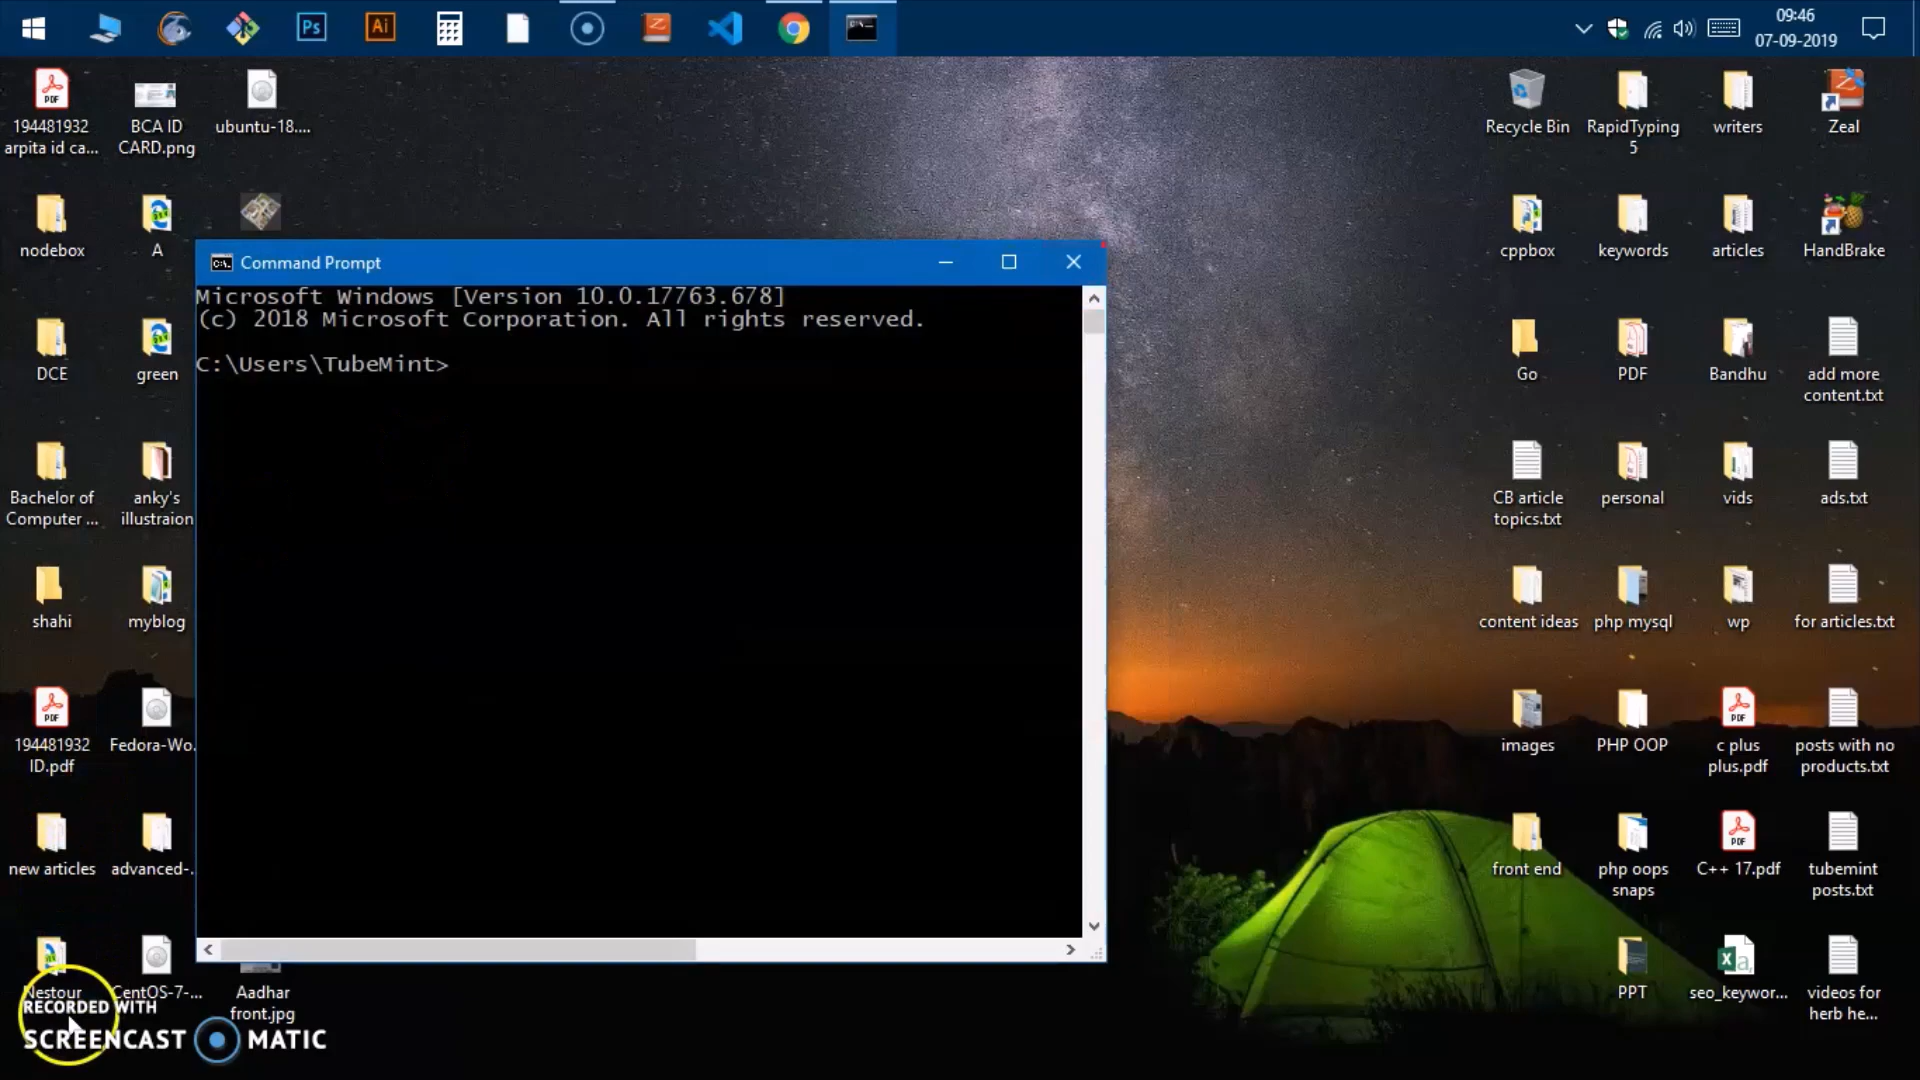 Ps
Ai
09:46
07-09-2019
194481932
arpita id ca...
BCA ID
CARD.png
ubuntu-18....
Recycle Bin
RapidTyping
5
writers
Zeal
nodebox
A
cppbox
keywords
articles
HandBrake
Command Prompt
Microsoft Windows [Version 10.0.17763.678]
(c) 2018 Microsoft Corporation. All rights reserved.
C:\Users\TubeMint>
DCE
green
Go
PDF
Bandhu
add more
content.txt
Bachelor of
Computer ...
anky's
illustraion
CB article
topics.txt
personal
vids
ads.txt
shahi
myblog
content ideas
php mysql
wp
for articles.txt
194481932
ID.pdf
Fedora-Wo.
images
PHP OOP
c plus
plus.pdf
posts with no
products.txt
new articles
advanced-.
front end
php oops
snaps
C++ 17.pdf
tubemint
posts.txt
Nestour
CentOS-7-...
Aadhar
front.jpg
PPT
seo_keywor...
videos for
herb he...
RECORDED WITH
SCREENCAST MATIC